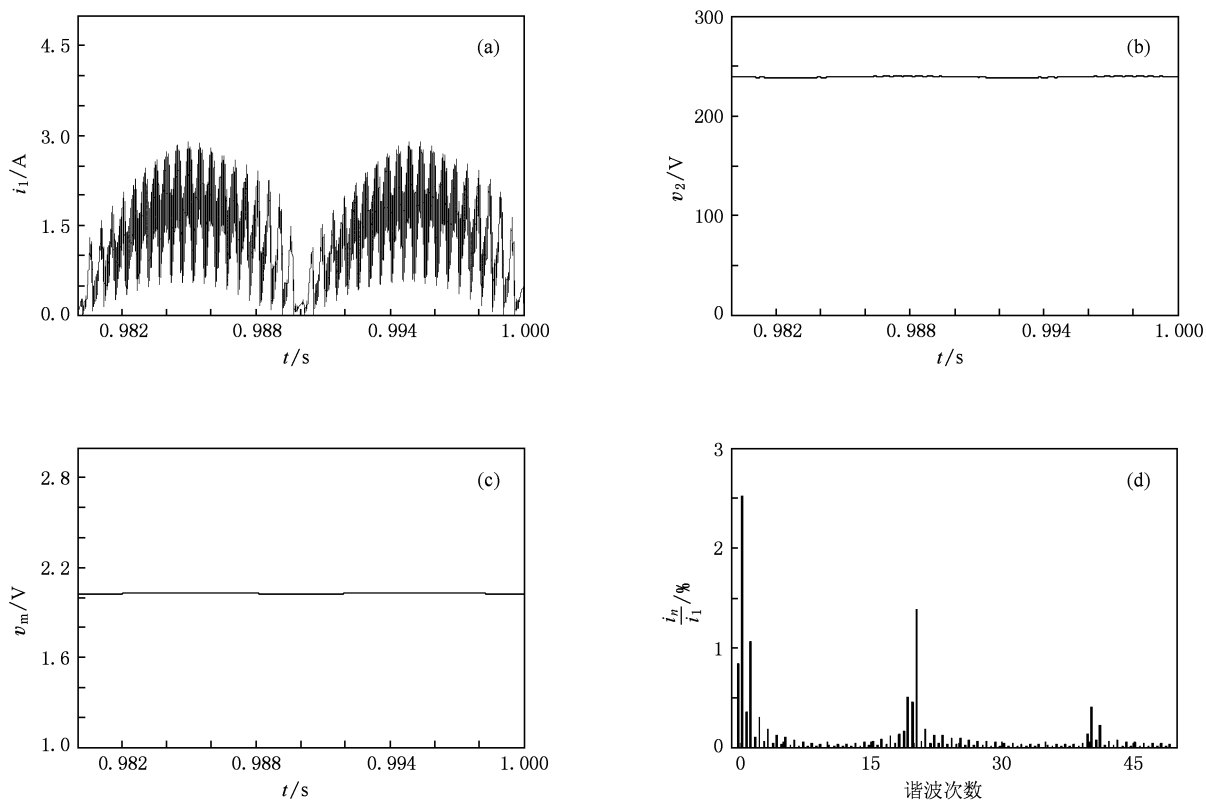 (a)
4.5
3.0
1.5
0.0
i₁/A
0.982
0.988
0.994
1.000
t/s
(b)
300
200
100
0
v₂/V
0.982
0.988
0.994
1.000
t/s
(c)
2.8
2.2
1.6
1.0
vₘ/V
0.982
0.988
0.994
1.000
t/s
(d)
3
2
1
0
iₙ/i₁/%
0
15
30
45
谐波次数